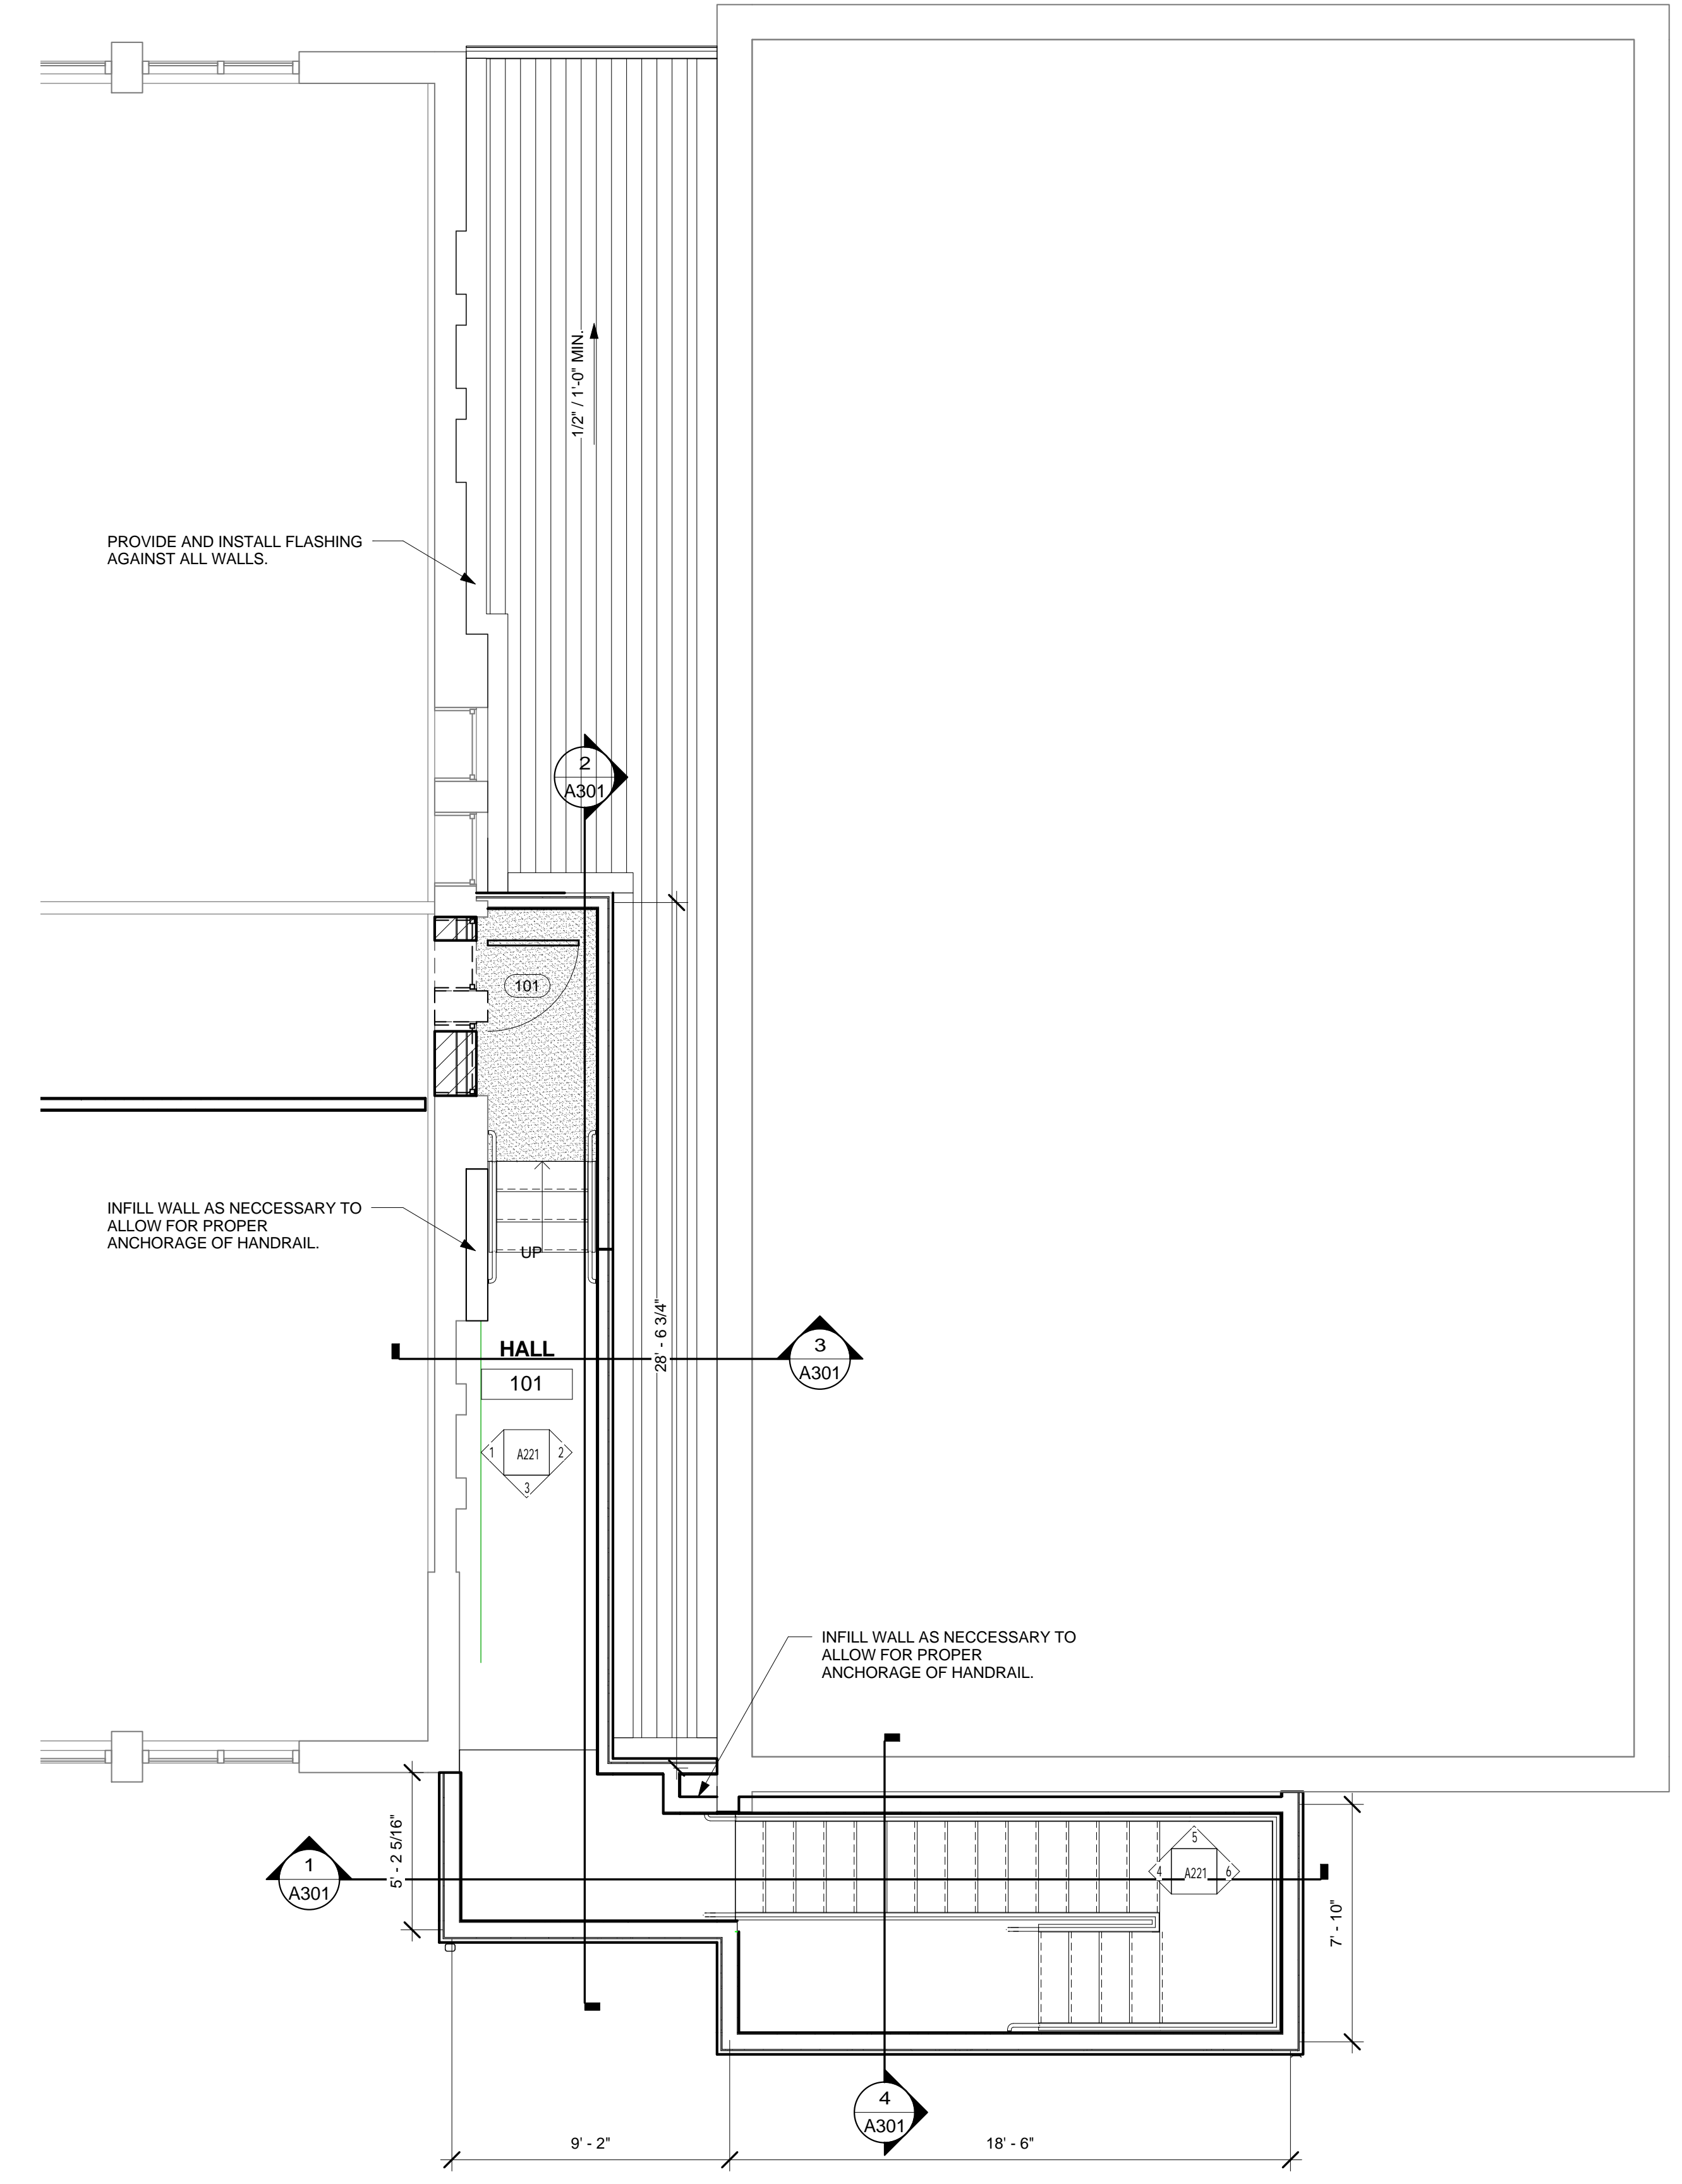 1/2" / 1'-0" MIN.
PROVIDE AND INSTALL FLASHING
AGAINST ALL WALLS.
2
A301
101
INFILL WALL AS NECCESSARY TO
ALLOW FOR PROPER
ANCHORAGE OF HANDRAIL.
UP
28' - 6 3/4"
HALL
101
3
A301
1
A221
2
3
INFILL WALL AS NECCESSARY TO
ALLOW FOR PROPER
ANCHORAGE OF HANDRAIL.
5' - 2 5/16"
1
A301
5
4
A221
6
7' - 10"
4
A301
9' - 2"
18' - 6"